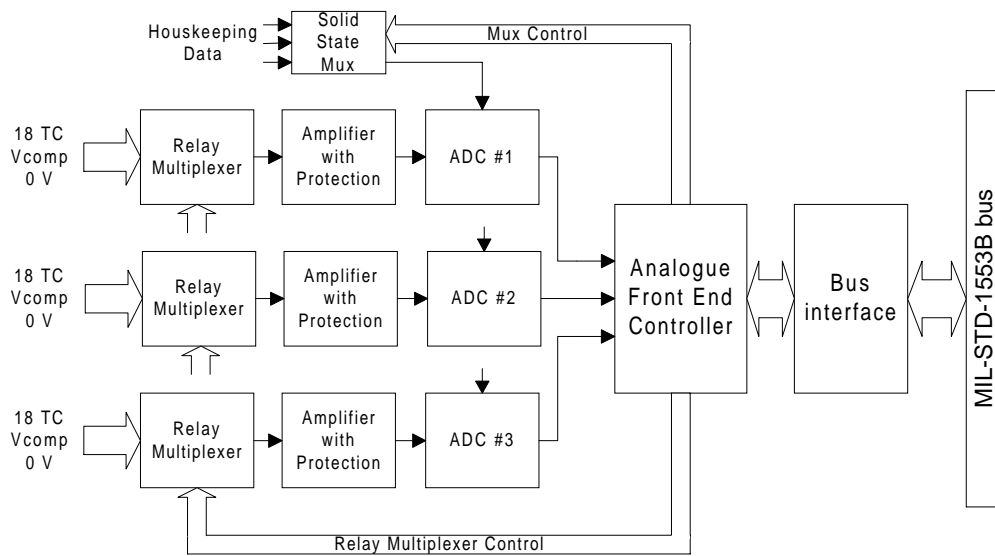 Houskeeping
Data
Solid
State
Mux
Mux Control
18 TC
Vcomp
0 V
Relay
Multiplexer
Amplifier
with
Protection
ADC #1
18 TC
Vcomp
0 V
Relay
Multiplexer
Amplifier
with
Protection
ADC #2
18 TC
Vcomp
0 V
Relay
Multiplexer
Amplifier
with
Protection
ADC #3
Analogue
Front End
Controller
Bus
interface
MIL-STD-1553B bus
Relay Multiplexer Control